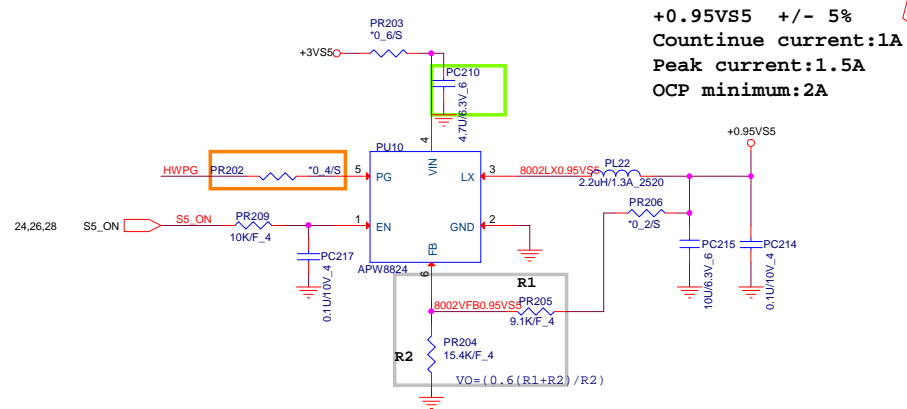 +0.95VS5 +/- 5%
Countinue current:1A
Peak current:1.5A
OCP minimum:2A
PR203
*0_6/S
+3VS5
PC210
4.7U/6.3V_6
4
PU10
VIN
+0.95VS5
HWPG
PR202
*0_4/S
5
PG
LX
3
8002LX0.95VS5
PL22
2.2uH/1.3A_2520
PR206
*0_2/S
24,26,28
S5_ON
S5_ON
PR209
10K/F_4
1
EN
GND
2
FB
PC217
0.1U/10V_4
APW8824
6
PC215
10U/6.3V_6
PC214
0.1U/10V_4
R1
8002VFB0.95VS5
PR205
9.1K/F_4
R2
PR204
15.4K/F_4
VO=(0.6(R1+R2)/R2)